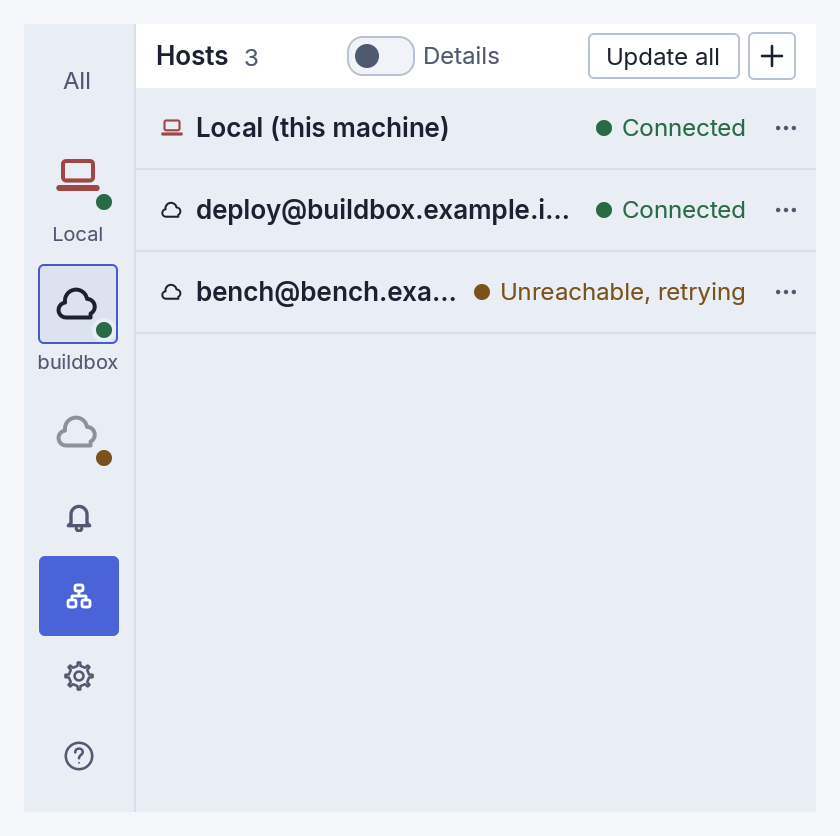 All
Local
buildbox
Hosts 3
Details
Update all
Local (this machine)
Connected
deploy@buildbox.example.i...
Connected
bench@bench.exa...
Unreachable, retrying